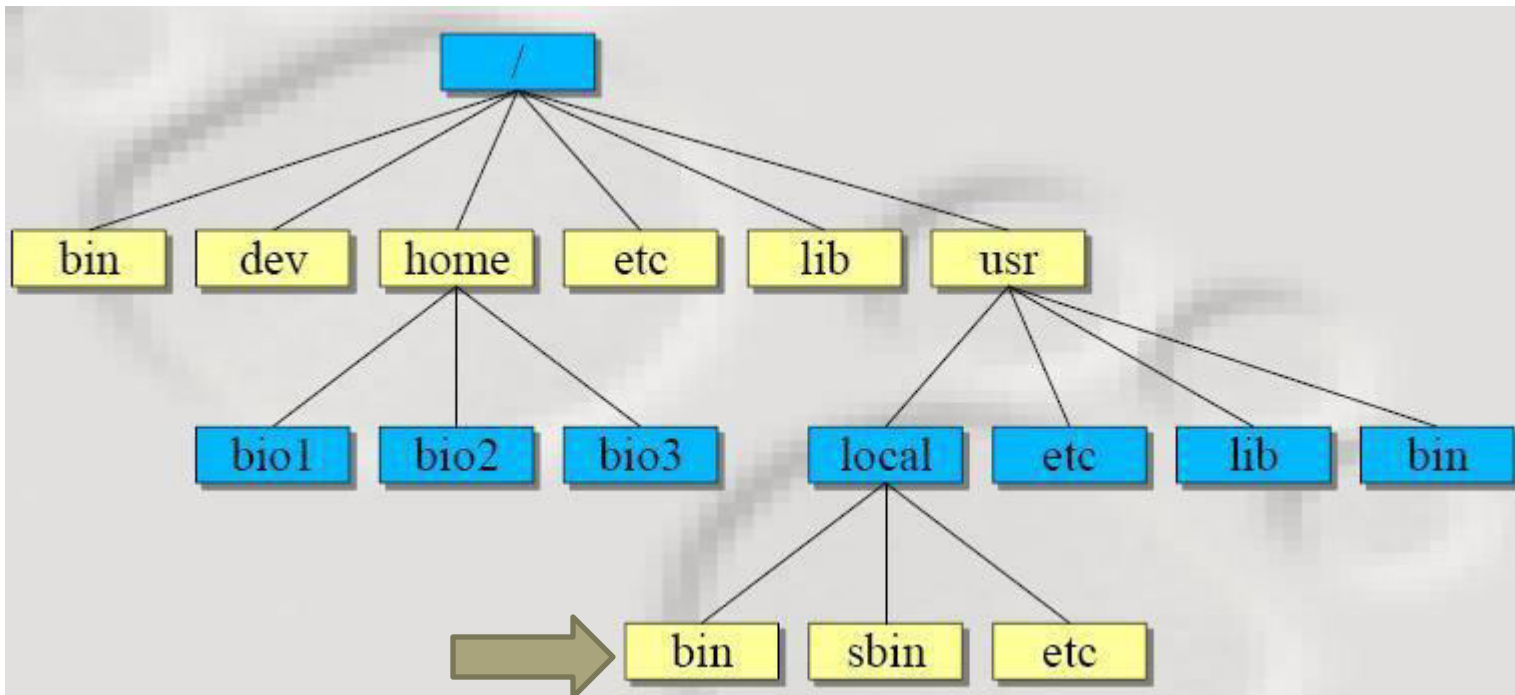 /
bin dev home etc lib usr
bio1 bio2 bio3 local etc lib bin
bin sbin etc